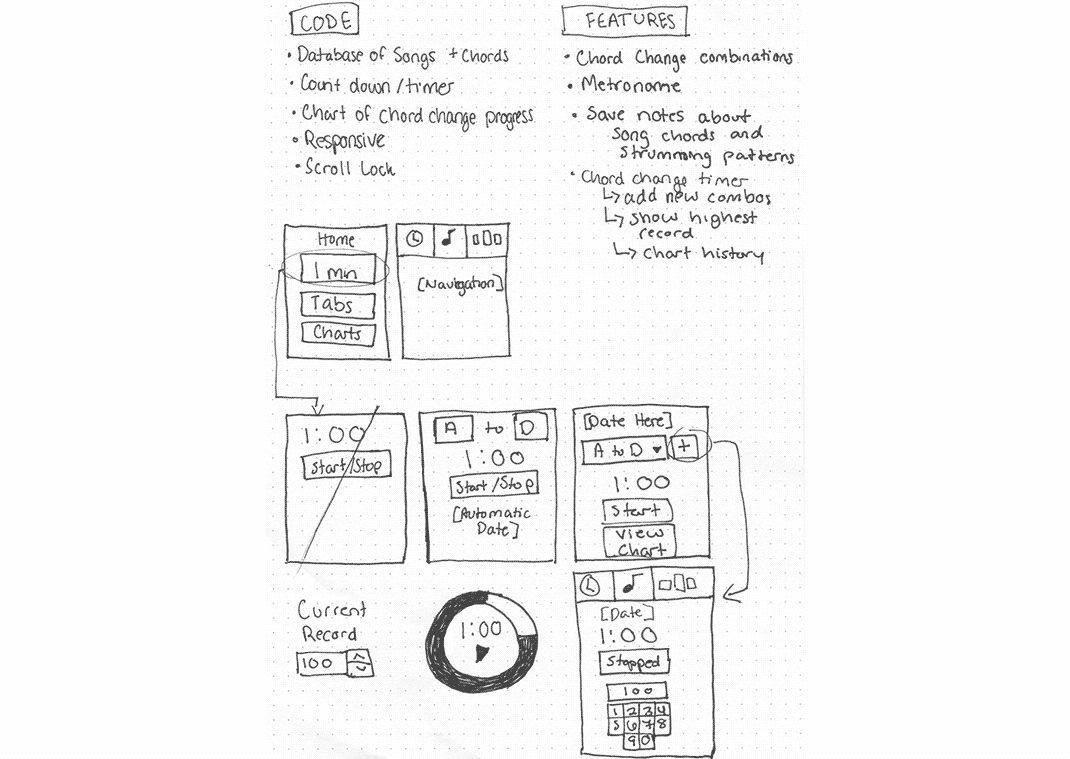 CODE
• Database of Songs + Chords
• Count down/timer
• Chart of chord change progress
• Responsive
• Scroll Lock
FEATURES
• Chord Change combinations
• Metronome
• Save notes about
song chords and
strumming patterns
• Chord change timer
↳ add new combos
↳ show highest
record
↳ chart history
Home
1 min
Tabs
Charts
[Navigation]
1:00
Start/Stop
A to D
1:00
Start/Stop
[Automatic
Date]
[Date Here]
A to D ▾ +
1:00
Start
View
Chart
Current
Record
100
1:00
[Date]
1:00
Stopped
100
1 2 3 4
5 6 7 8
9 0